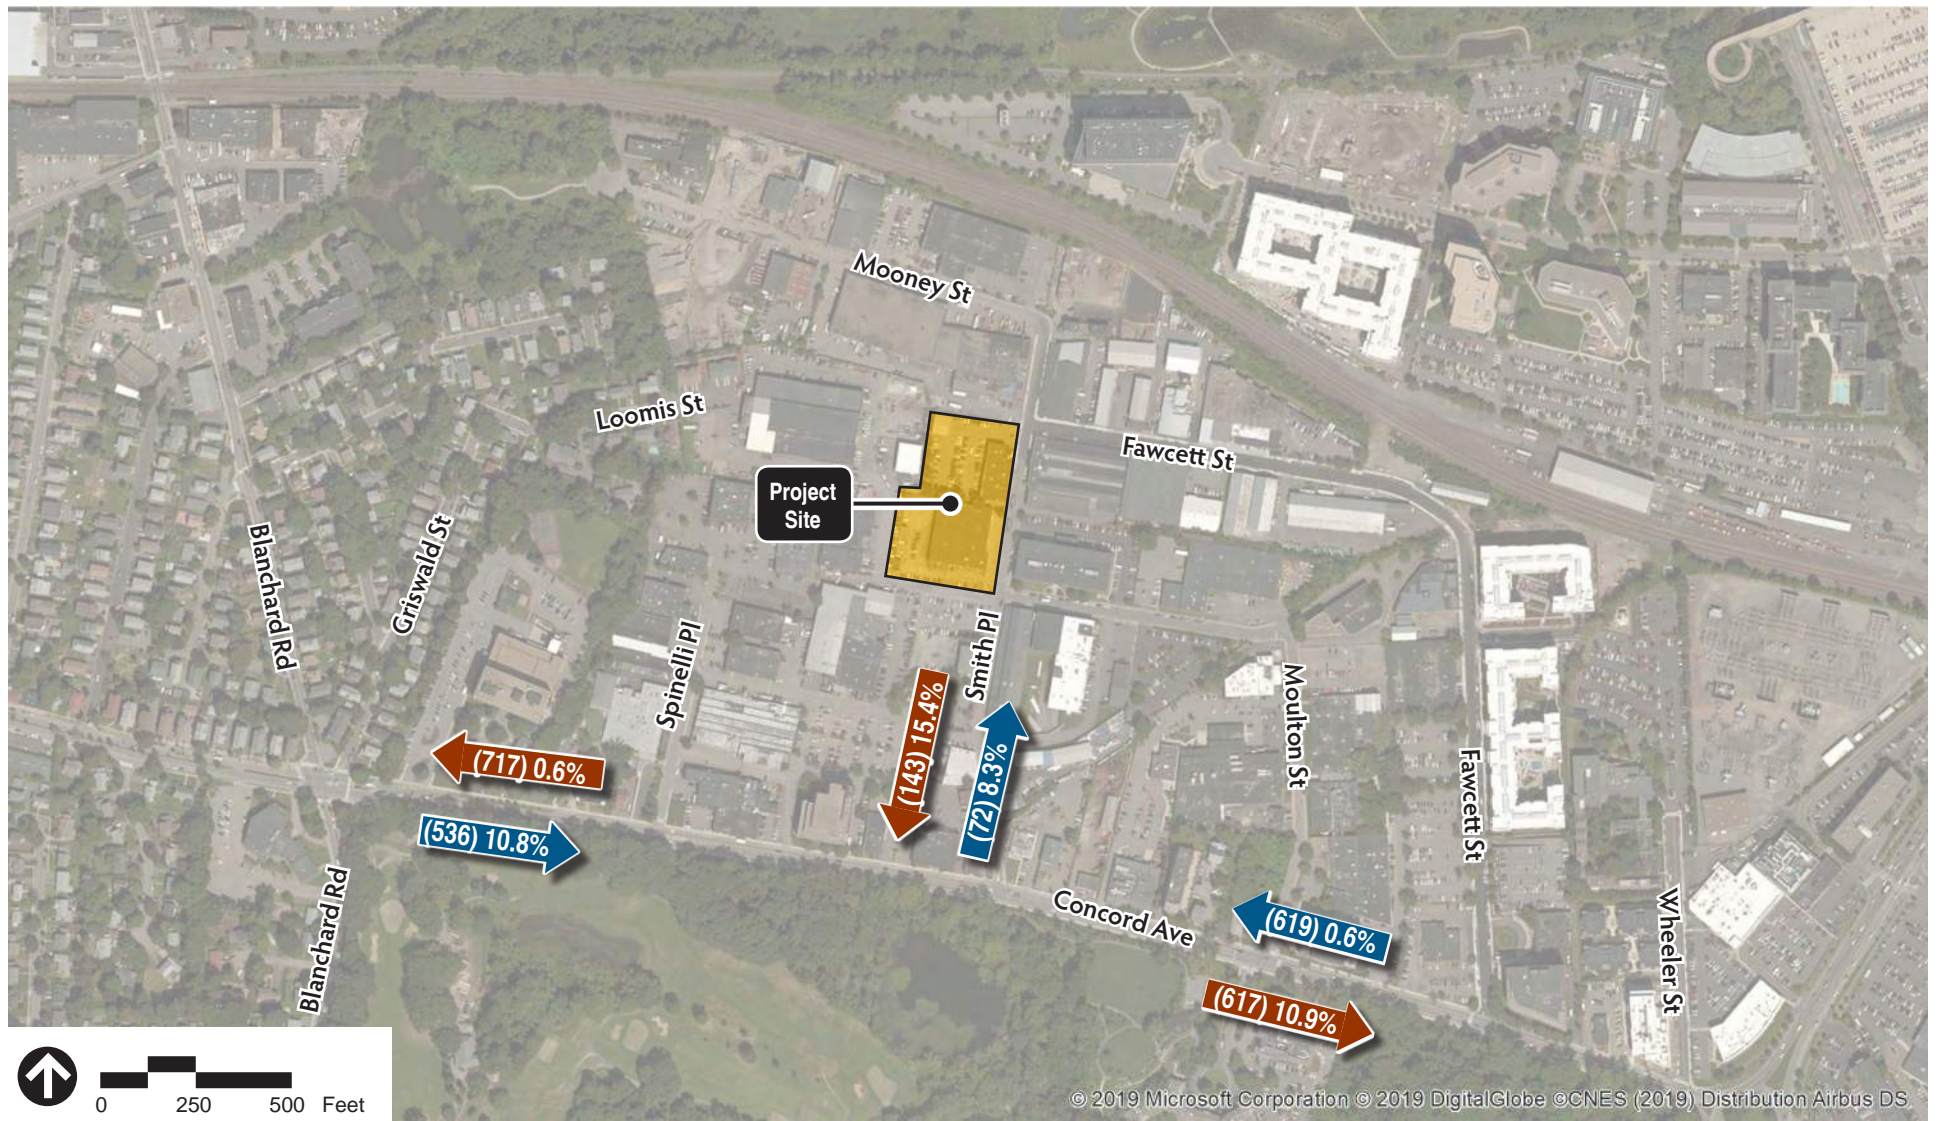 Mooney St
Loomis St
Fawcett St
Project
Site
Blanchard Rd
Griswald St
Spinelli Pl
Smith Pl
Moulton St
(143) 15.4%
(72) 8.3%
(717) 0.6%
(536) 10.8%
Fawcett St
Blanchard Rd
Concord Ave
(619) 0.6%
(617) 10.9%
Wheeler St
0 250 500 Feet
© 2019 Microsoft Corporation © 2019 DigitalGlobe ©CNES (2019) Distribution Airbus DS